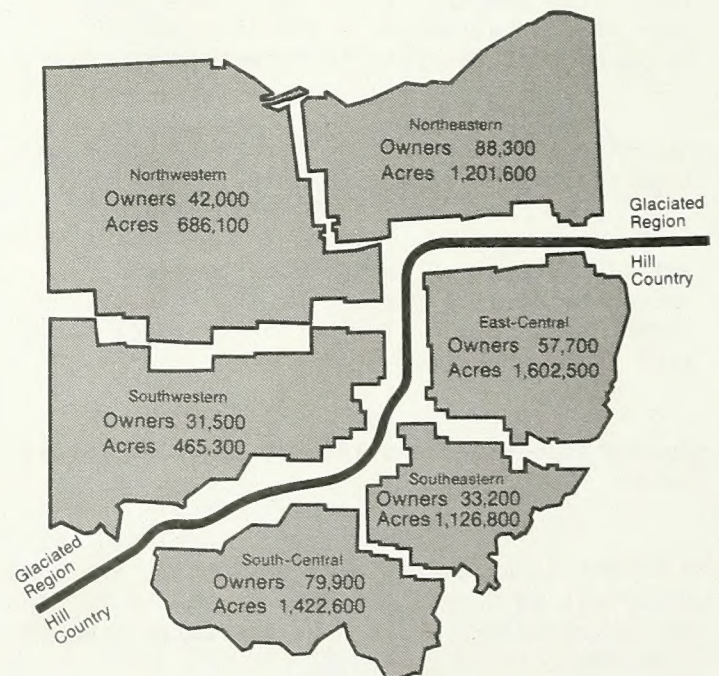 Northeastern
Owners 88,300
Acres 1,201,600
Northwestern
Owners 42,000
Acres 686,100
Glaciated
Region
Hill
Country
East-Central
Owners 57,700
Acres 1,602,500
Southwestern
Owners 31,500
Acres 465,300
Southeastern
Owners 33,200
Acres 1,126,800
South-Central
Owners 79,900
Acres 1,422,600
Glaciated
Region
Hill
Country